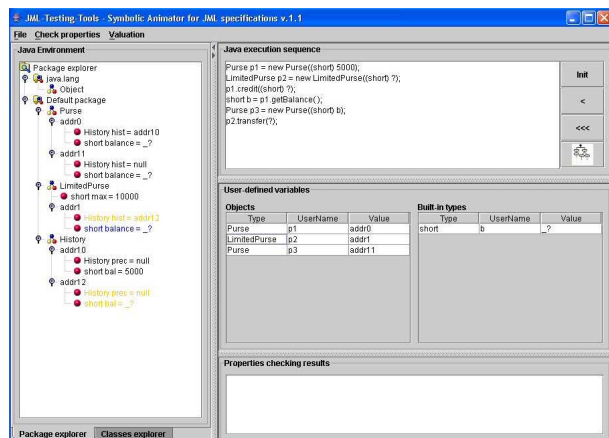 JML-Testing-Tools - Symbolic Animator for JML specifications v.1.1
File Check properties Valuation
Java Environment
Package explorer
java.lang
Object
Default package
Purse
addr0
History hist = addr10
short balance = _?
addr11
History hist = null
short balance = _?
LimitedPurse
short max = 10000
addr1
History hist = addr12
short balance = _?
History
addr10
History prec = null
short bal = 5000
addr12
History prec = null
short bal = _?
Package explorer Classes explorer
Java execution sequence
Purse p1 = new Purse((short) 5000);
LimitedPurse p2 = new LimitedPurse((short) ?);
p1.credit((short) ?);
short b = p1.getBalance();
Purse p3 = new Purse((short) b);
p2.transfer(?);
Init
<
<<<
User-defined variables
Objects
Type UserName Value
Purse p1 addr0
LimitedPurse p2 addr1
Purse p3 addr11
Built-in types
Type UserName Value
short b _?
Properties checking results